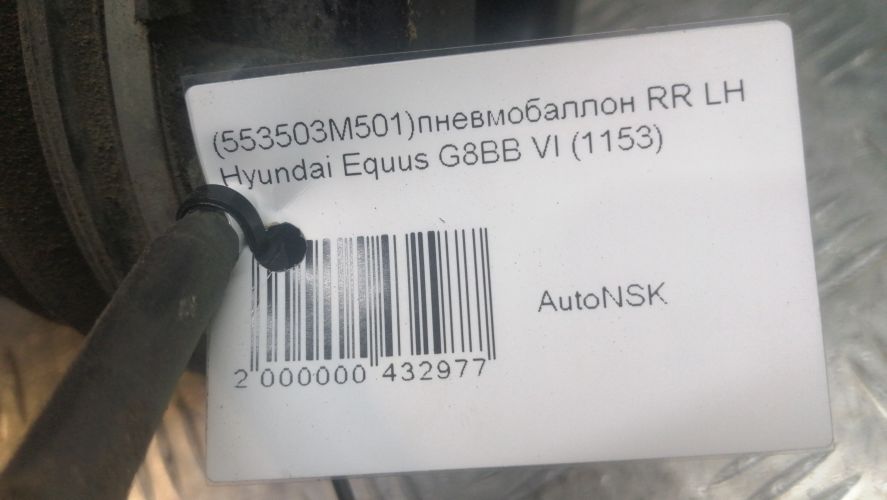 (553503M501)пневмобаллон RR LH
Hyundai Equus G8BB VI (1153)
AutoNSK
2 000000 432977